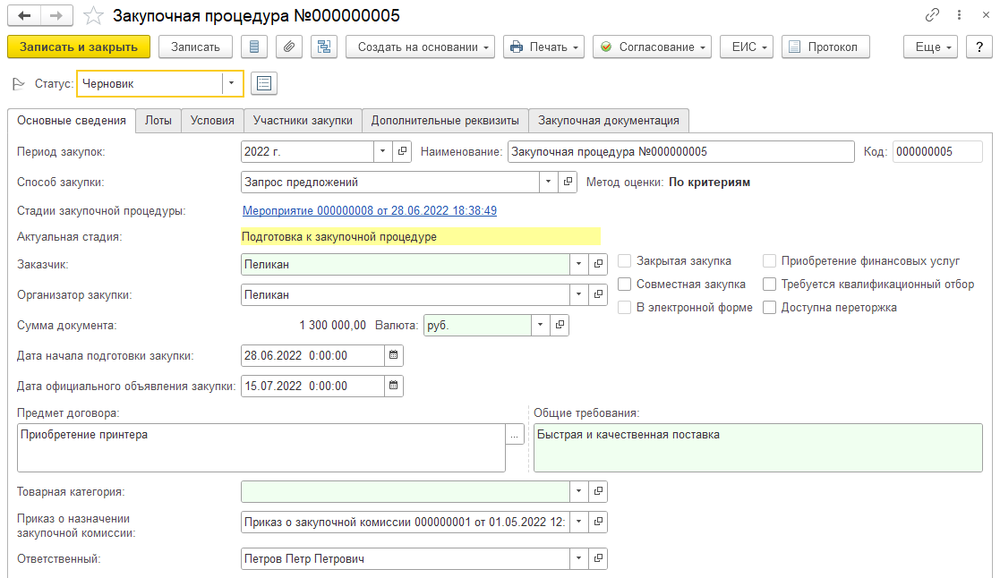 Закупочная процедура №000000005
Записать и закрыть Записать Создать на основании Печать Согласование ЕИС Протокол Еще ?
Статус: Черновик
Основные сведения Лоты Условия Участники закупки Дополнительные реквизиты Закупочная документация
Период закупок: 2022 г. Наименование: Закупочная процедура №000000005 Код: 000000005
Способ закупки: Запрос предложений Метод оценки: По критериям
Стадии закупочной процедуры: Мероприятие 000000008 от 28.06.2022 18:38:49
Актуальная стадия: Подготовка к закупочной процедуре
Заказчик: Пеликан Закрытая закупка Приобретение финансовых услуг
Совместная закупка Требуется квалификационный отбор
Организатор закупки: Пеликан
В электронной форме Доступна переторжка
Сумма документа: 1 300 000,00 Валюта: руб.
Дата начала подготовки закупки: 28.06.2022 0:00:00
Дата официального объявления закупки: 15.07.2022 0:00:00
Предмет договора: Общие требования:
Приобретение принтера ... Быстрая и качественная поставка
Товарная категория:
Приказ о назначении
закупочной комиссии: Приказ о закупочной комиссии 000000001 от 01.05.2022 12:
Ответственный: Петров Петр Петрович